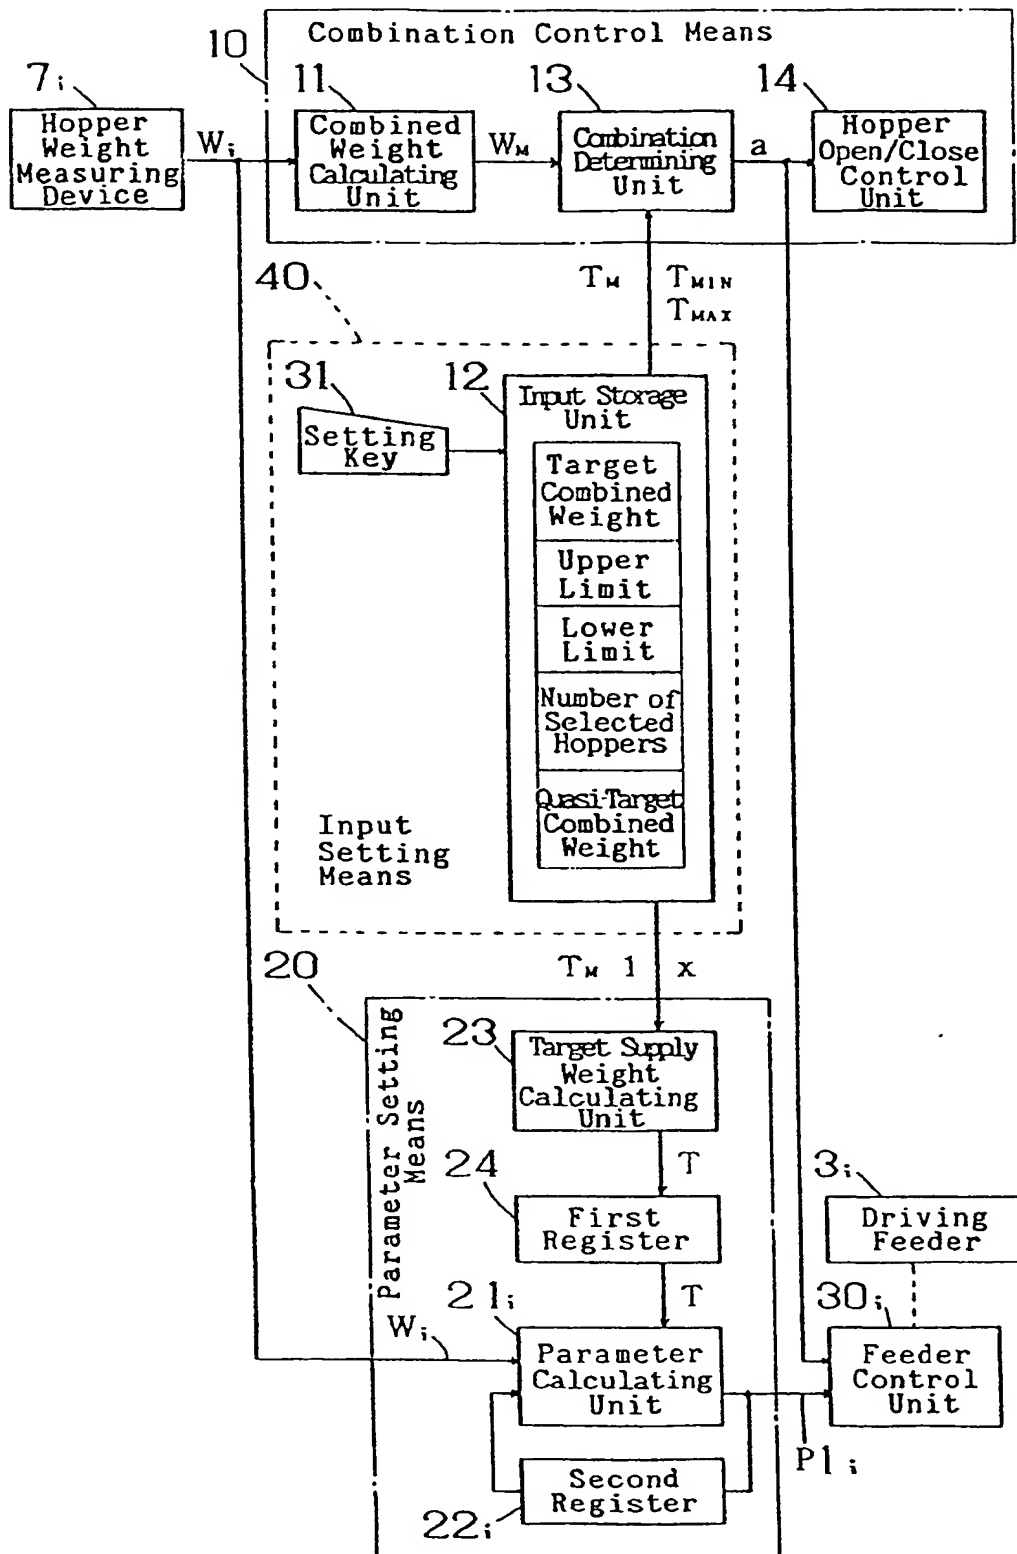 Combination Control Means
10
7i
11
13
14
Hopper
Weight
Measuring
Device
Wi
Combined
Weight
Calculating
Unit
WM
Combination
Determining
Unit
a
Hopper
Open/Close
Control
Unit
TM
TMIN
TMAX
40
31
Setting
Key
12
Input Storage
Unit
Target
Combined
Weight
Upper
Limit
Lower
Limit
Number of
Selected
Hoppers
Quasi-Target
Combined
Weight
Input
Setting
Means
TM 1 x
20
Parameter Setting
Means
23
Target Supply
Weight
Calculating
Unit
T
24
First
Register
T
3i
Driving
Feeder
21i
Wi
Parameter
Calculating
Unit
30i
Feeder
Control
Unit
P1i
Second
Register
22i